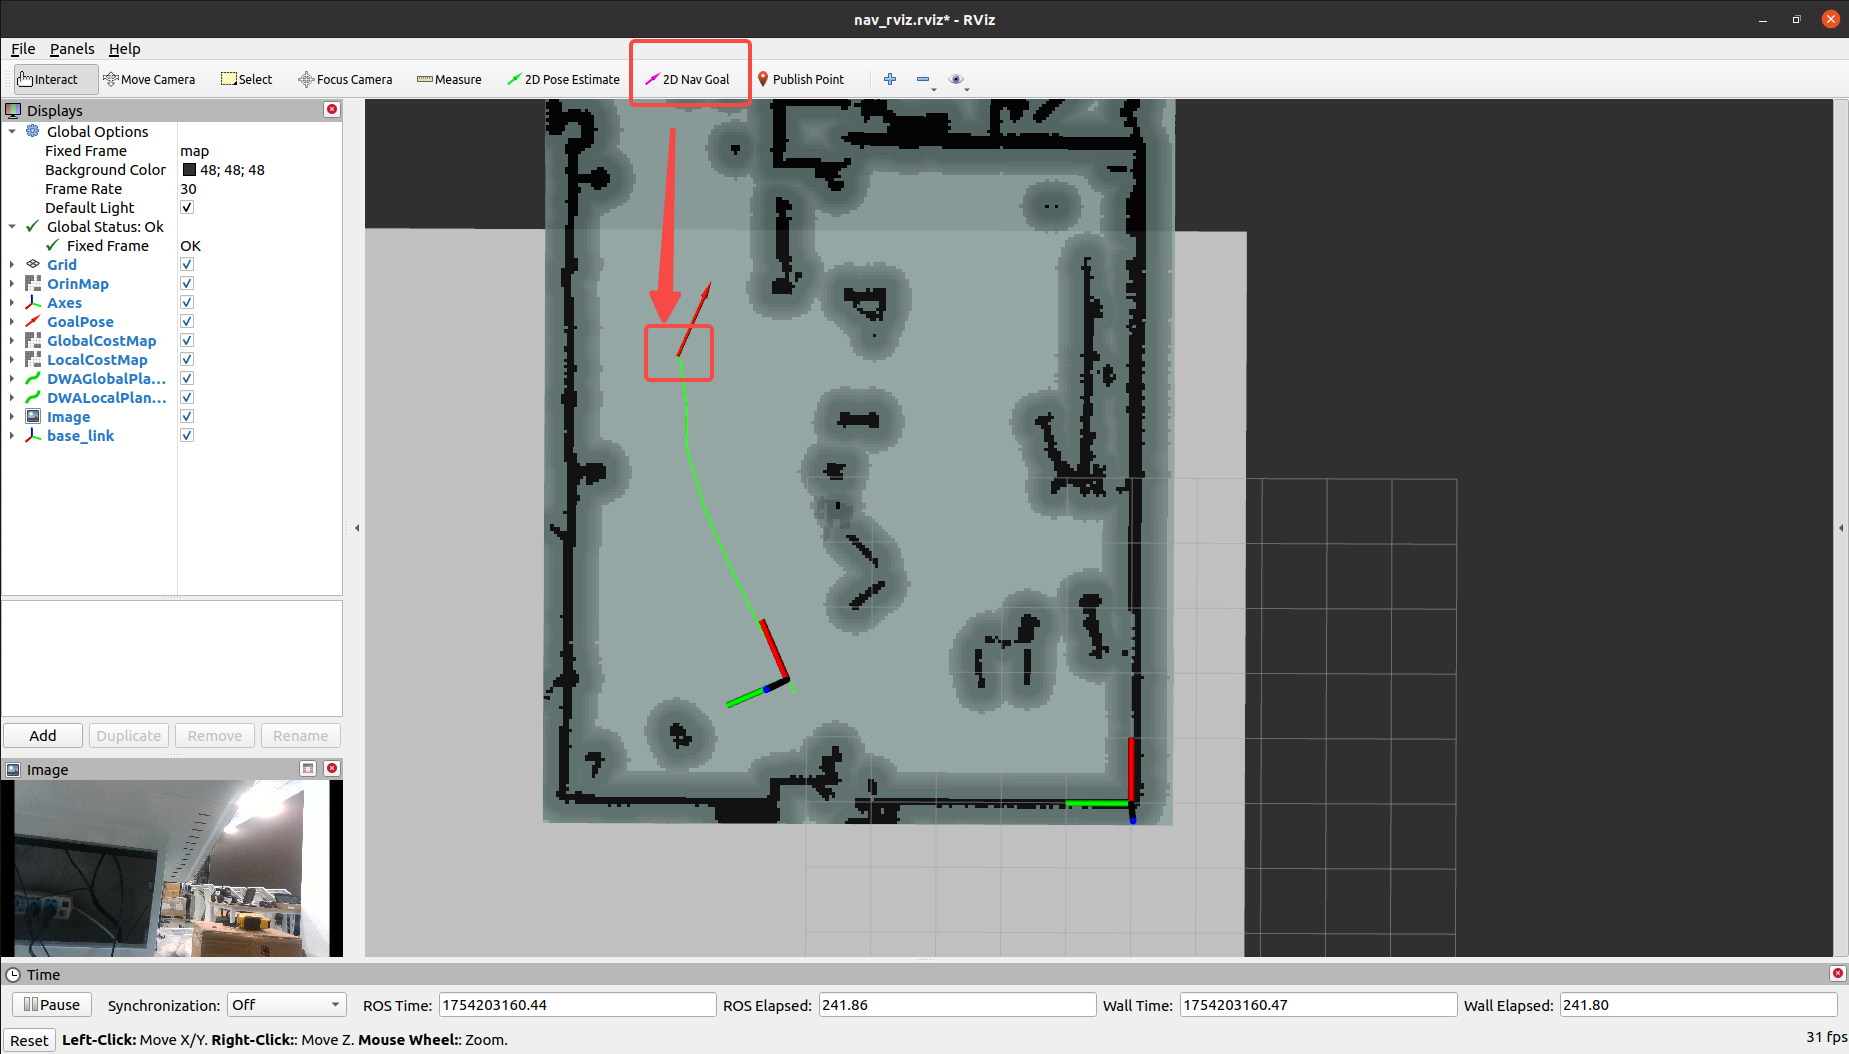 nav_rviz.rviz* - RViz
File Panels Help
Interact Move Camera Select Focus Camera Measure 2D Pose Estimate 2D Nav Goal Publish Point
Displays
Global Options
Fixed Frame map
Background Color 48; 48; 48
Frame Rate 30
Default Light
Global Status: Ok
Fixed Frame OK
Grid
OrinMap
Axes
GoalPose
GlobalCostMap
LocalCostMap
DWAGlobalPla...
DWALocalPlan...
Image
base_link
Add Duplicate Remove Rename
Image
Time
Pause Synchronization: Off ROS Time: 1754203160.44 ROS Elapsed: 241.86 Wall Time: 1754203160.47 Wall Elapsed: 241.80
Reset Left-Click: Move X/Y. Right-Click:: Move Z. Mouse Wheel:: Zoom. 31 fps